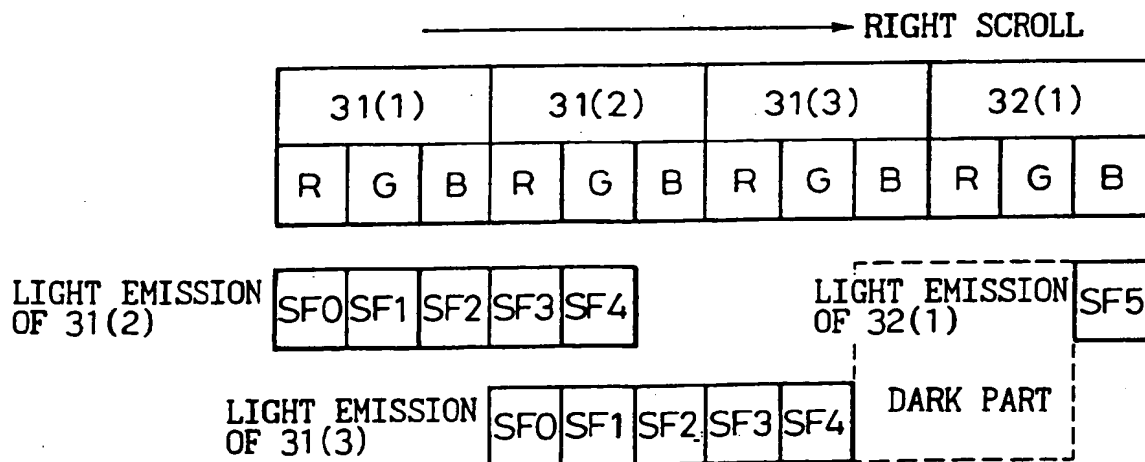 RIGHT SCROLL
31(1) 31(2) 31(3) 32(1)
R G B R G B R G B R G B
LIGHT EMISSION OF 31(2)
SF0 SF1 SF2 SF3 SF4
LIGHT EMISSION OF 32(1)
SF5
LIGHT EMISSION OF 31(3)
SF0 SF1 SF2 SF3 SF4
DARK PART